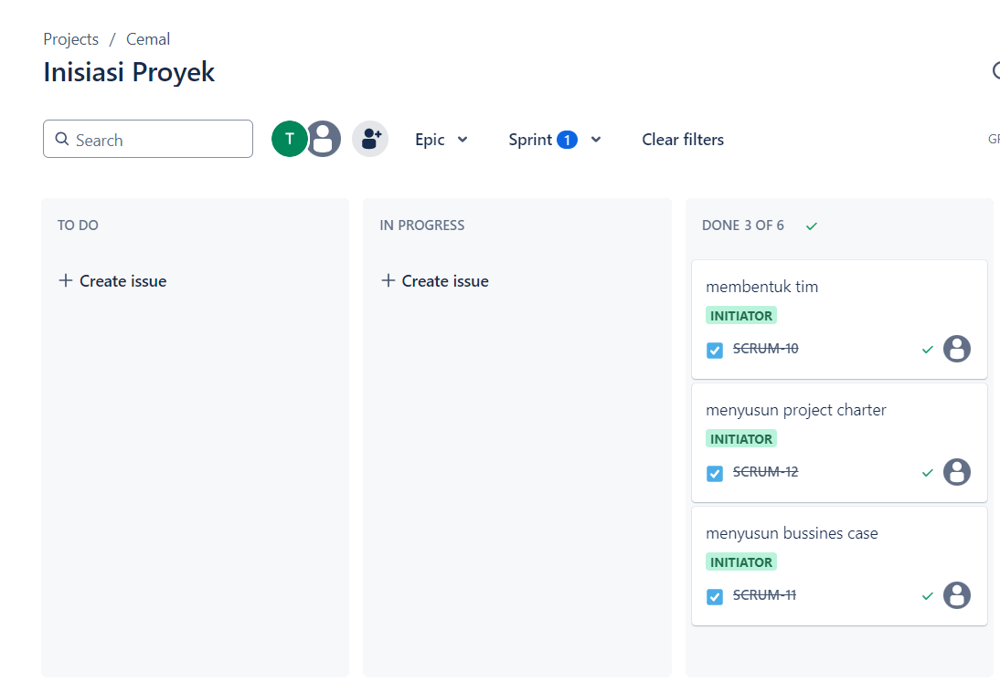 Projects / Cemal
Inisiasi Proyek
Search
T
Epic
Sprint 1
Clear filters
TO DO
+ Create issue
IN PROGRESS
+ Create issue
DONE 3 OF 6
membentuk tim
INITIATOR
SCRUM-10
menyusun project charter
INITIATOR
SCRUM-12
menyusun bussines case
INITIATOR
SCRUM-11